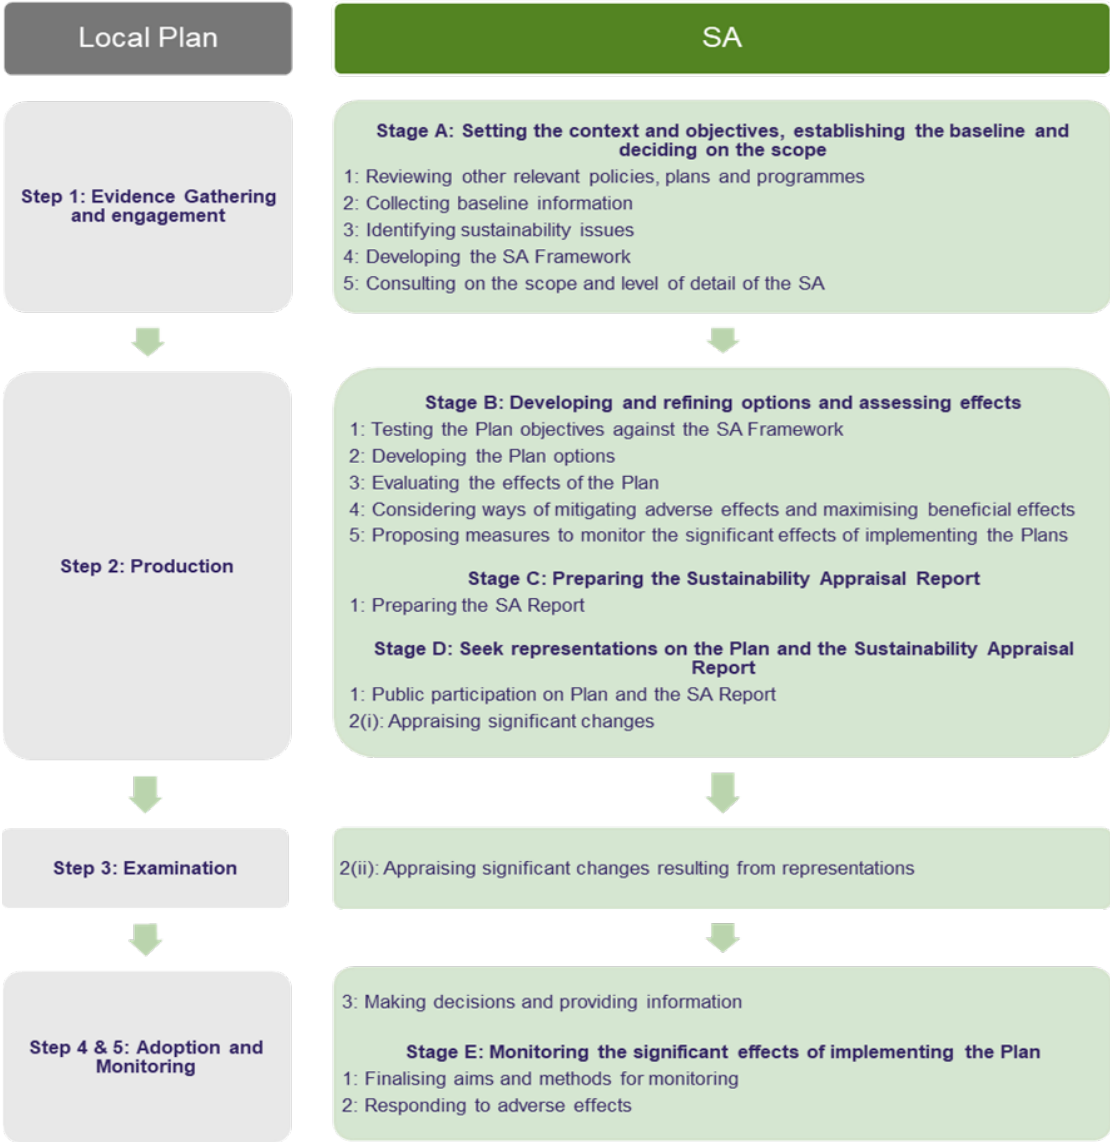 Local Plan
SA
Step 1: Evidence Gathering
and engagement
Stage A: Setting the context and objectives, establishing the baseline and
deciding on the scope
1: Reviewing other relevant policies, plans and programmes
2: Collecting baseline information
3: Identifying sustainability issues
4: Developing the SA Framework
5: Consulting on the scope and level of detail of the SA
Step 2: Production
Stage B: Developing and refining options and assessing effects
1: Testing the Plan objectives against the SA Framework
2: Developing the Plan options
3: Evaluating the effects of the Plan
4: Considering ways of mitigating adverse effects and maximising beneficial effects
5: Proposing measures to monitor the significant effects of implementing the Plans
Stage C: Preparing the Sustainability Appraisal Report
1: Preparing the SA Report
Stage D: Seek representations on the Plan and the Sustainability Appraisal
Report
1: Public participation on Plan and the SA Report
2(i): Appraising significant changes
Step 3: Examination
2(ii): Appraising significant changes resulting from representations
Step 4 & 5: Adoption and
Monitoring
3: Making decisions and providing information
Stage E: Monitoring the significant effects of implementing the Plan
1: Finalising aims and methods for monitoring
2: Responding to adverse effects